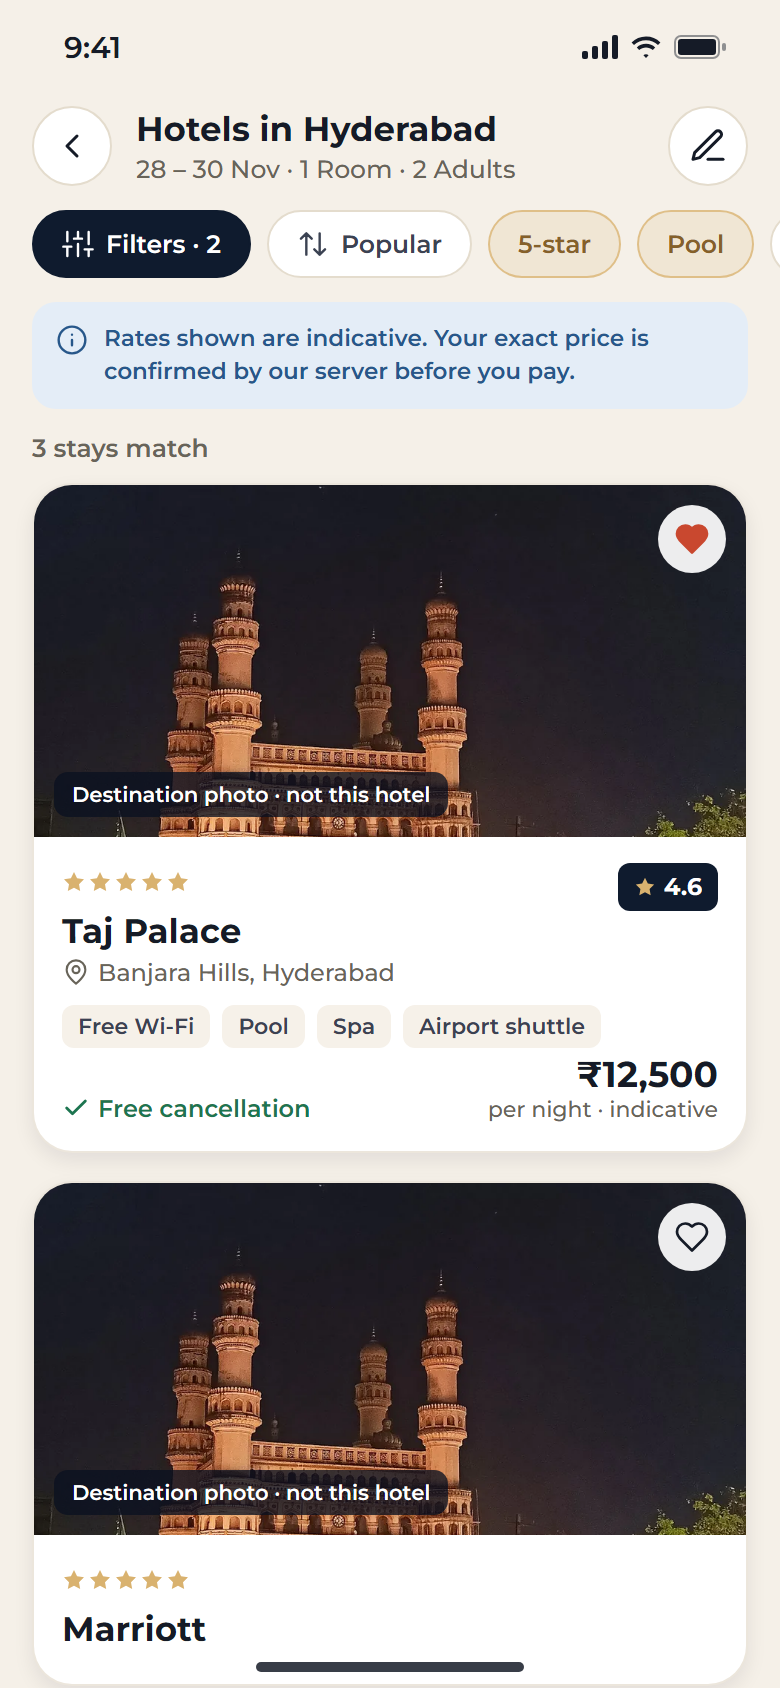 9:41
Hotels in Hyderabad
28 – 30 Nov · 1 Room · 2 Adults
Filters · 2
Popular
5-star
Pool
Rates shown are indicative. Your exact price is
confirmed by our server before you pay.
3 stays match
Destination photo · not this hotel
4.6
Taj Palace
Banjara Hills, Hyderabad
Free Wi-Fi
Pool
Spa
Airport shuttle
₹12,500
Free cancellation
per night · indicative
Destination photo · not this hotel
Marriott